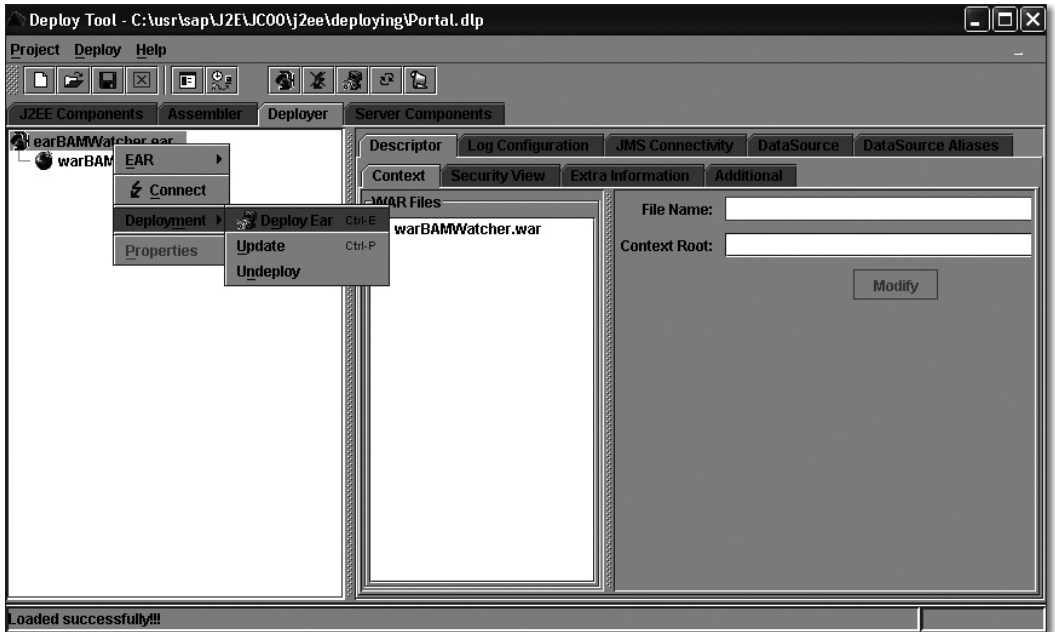 Deploy Tool - C:\usr\sap\J2E\JC00\j2ee\deploying\Portal.dlp
Project Deploy Help
J2EE Components Assembler Deployer Server Components
earBAMWatcher.ear
warBAM
EAR
Connect
Deployment
Properties
Deploy Ear Ctrl-E
Update Ctrl-P
Undeploy
Descriptor Log Configuration JMS Connectivity DataSource DataSource Aliases
Context Security View Extra Information Additional
WAR Files
warBAMWatcher.war
File Name:
Context Root:
Modify
Loaded successfully!!!